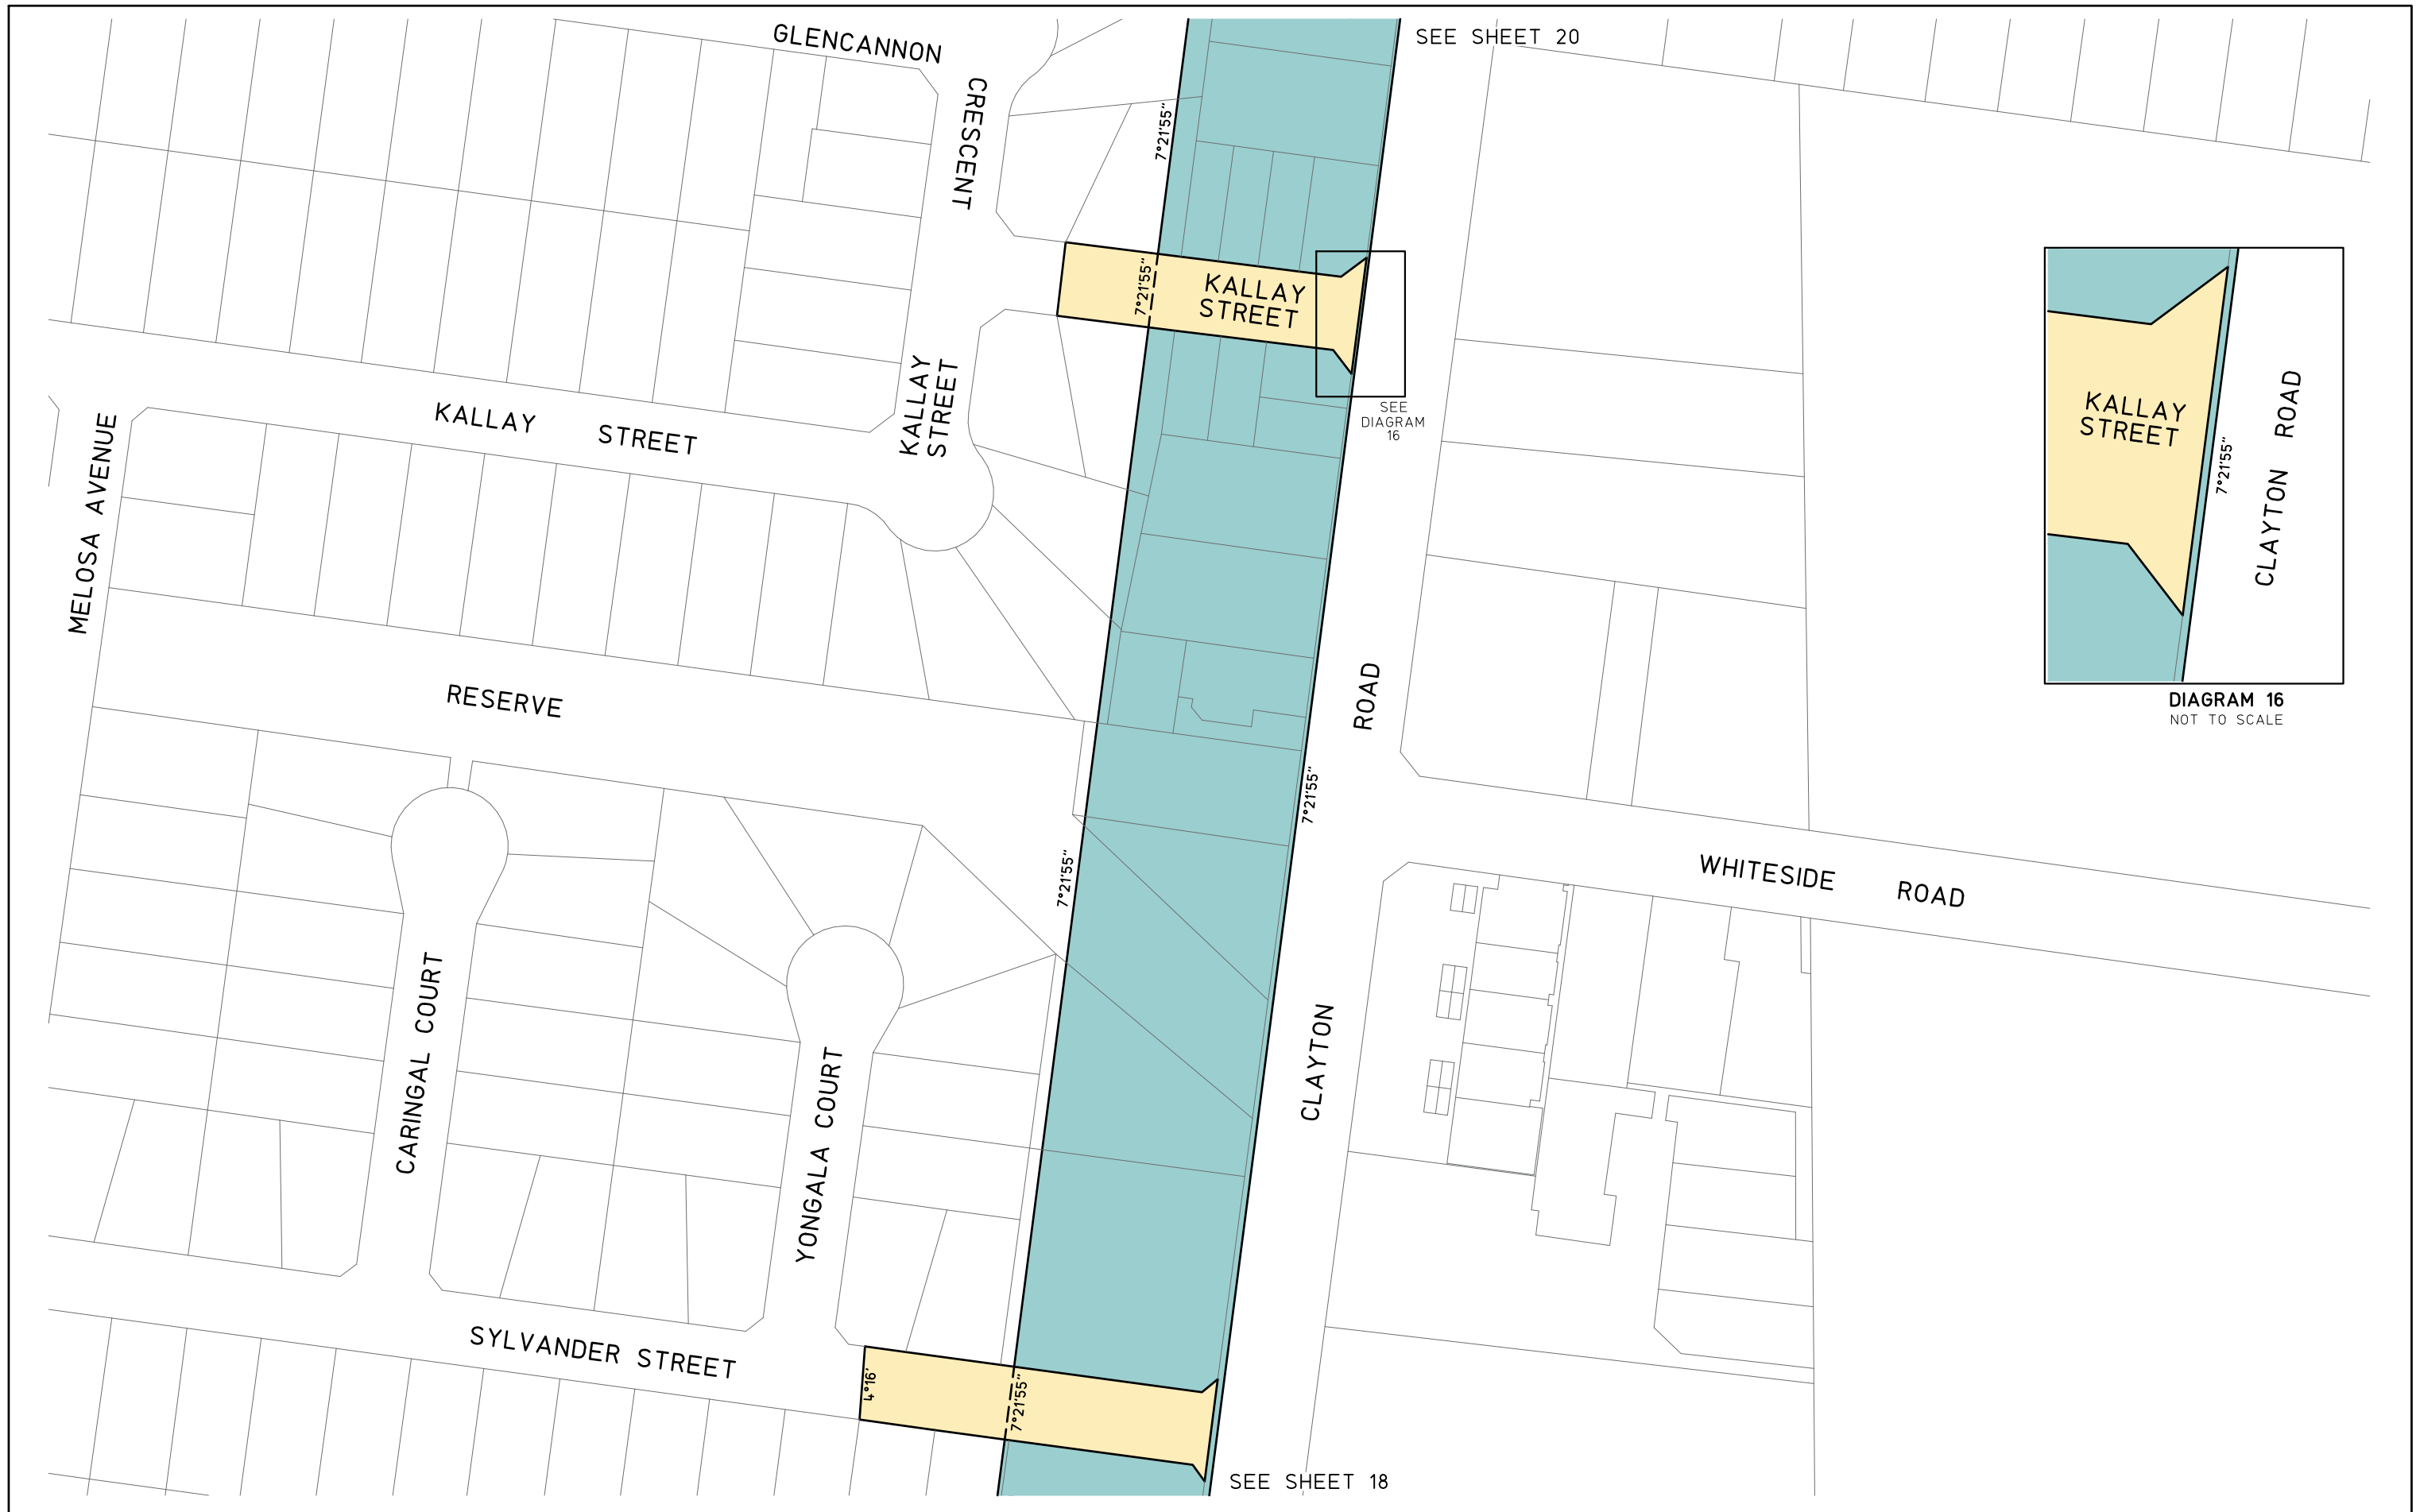 GLENCANNON
SEE SHEET 20
CRESCENT
7°21'55"
7°21'55"
KALLAY
STREET
KALLAY
STREET
SEE
DIAGRAM
16
KALLAY
STREET
7°21'55"
CLAYTON ROAD
DIAGRAM 16
NOT TO SCALE
KALLAY STREET
MELOSA AVENUE
RESERVE
ROAD
7°21'55"
7°21'55"
WHITESIDE ROAD
CLAYTON
CARINGAL COURT
YONGALA COURT
SYLVANDER STREET
4°16'
7°21'55"
SEE SHEET 18